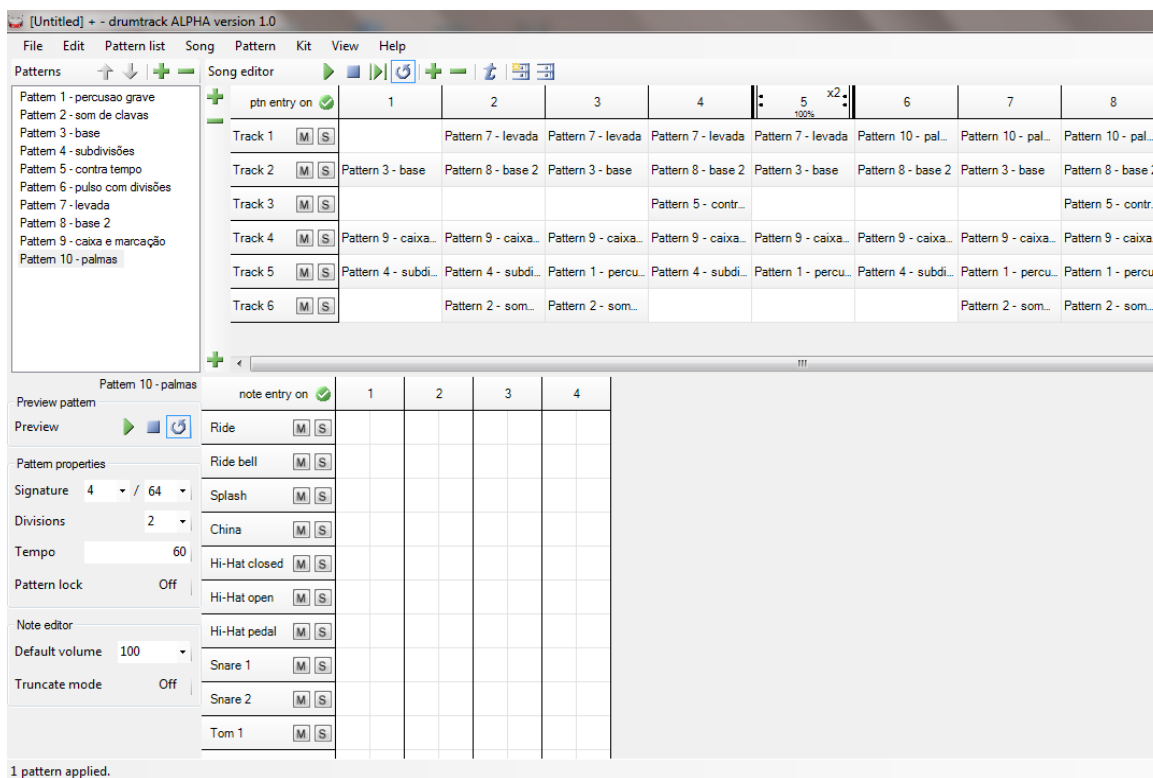 [Untitled] + - drumtrack ALPHA version 1.0
File Edit Pattern list Song Pattern Kit View Help
Patterns Song editor
Pattern 1 - percusao grave
Pattern 2 - som de clavas
Pattern 3 - base
Pattern 4 - subdivisões
Pattern 5 - contra tempo
Pattern 6 - pulso com divisões
Pattern 7 - levada
Pattern 8 - base 2
Pattern 9 - caixa e marcação
Pattern 10 - palmas
ptn entry on 1 2 3 4 5 100% x2 6 7 8
Track 1 M S Pattern 7 - levada Pattern 7 - levada Pattern 7 - levada Pattern 7 - levada Pattern 10 - pal... Pattern 10 - pal... Pattern 10 - pal...
Track 2 M S Pattern 3 - base Pattern 8 - base 2 Pattern 3 - base Pattern 8 - base 2 Pattern 3 - base Pattern 8 - base 2 Pattern 3 - base Pattern 8 - base 2
Track 3 M S Pattern 5 - contr... Pattern 5 - contr...
Track 4 M S Pattern 9 - caixa... Pattern 9 - caixa... Pattern 9 - caixa... Pattern 9 - caixa... Pattern 9 - caixa... Pattern 9 - caixa... Pattern 9 - caixa... Pattern 9 - caixa
Track 5 M S Pattern 4 - subdi... Pattern 4 - subdi... Pattern 1 - percu... Pattern 4 - subdi... Pattern 1 - percu... Pattern 4 - subdi... Pattern 1 - percu... Pattern 1 - percu
Track 6 M S Pattern 2 - som... Pattern 2 - som... Pattern 2 - som... Pattern 2 - som...
Pattern 10 - palmas
Preview pattern
Preview
Pattern properties
Signature 4 / 64
Divisions 2
Tempo 60
Pattern lock Off
Note editor
Default volume 100
Truncate mode Off
note entry on 1 2 3 4
Ride M S
Ride bell M S
Splash M S
China M S
Hi-Hat closed M S
Hi-Hat open M S
Hi-Hat pedal M S
Snare 1 M S
Snare 2 M S
Tom 1 M S
1 pattern applied.